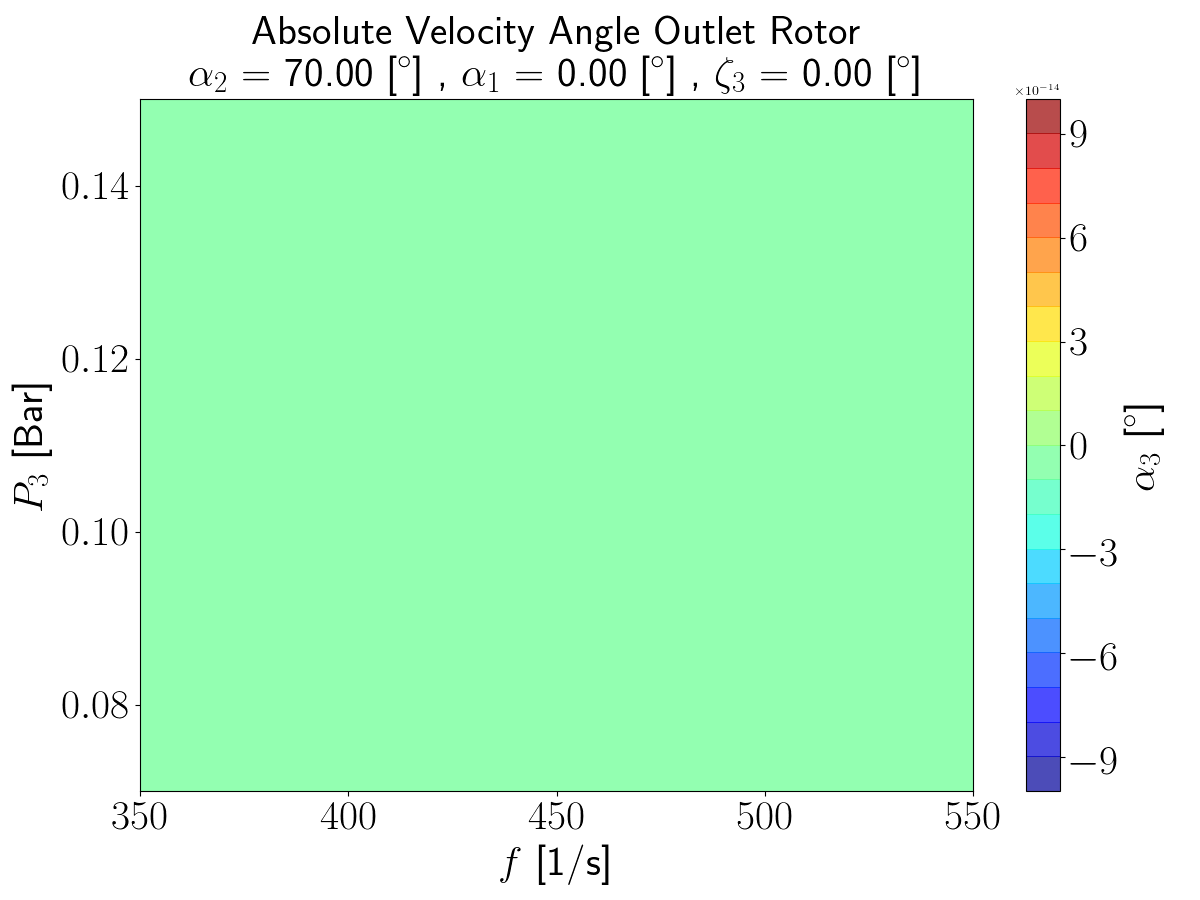 Absolute Velocity Angle Outlet Rotor
α₂ = 70.00 [°] , α₁ = 0.00 [°] , ζ₃ = 0.00 [°]
×10⁻¹⁴
0.14
0.12
0.10
0.08
P₃ [Bar]
350 400 450 500 550
f [1/s]
9
6
3
0
−3
−6
−9
α₃ [°]